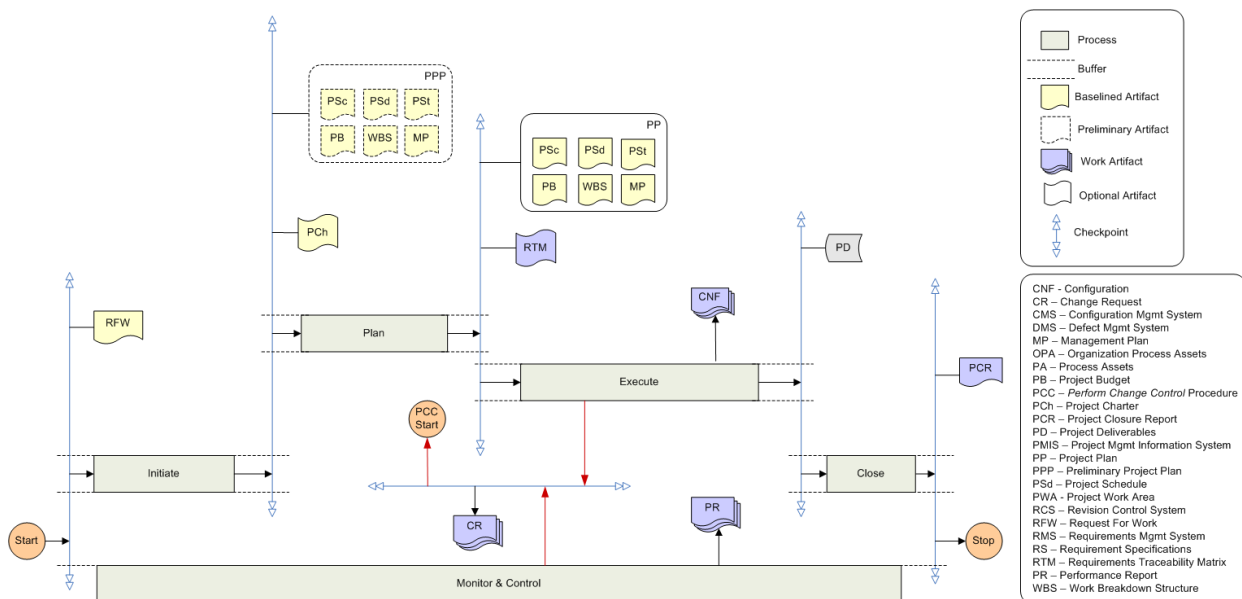 PPP
PSc
PSd
PSt
PB
WBS
MP
PP
PSc
PSd
PSt
PB
WBS
MP
PCh
RTM
PD
RFW
CNF
PCR
Plan
Execute
PCC
Start
Initiate
Close
CR
PR
Start
Stop
Monitor & Control
Process
Buffer
Baselined Artifact
Preliminary Artifact
Work Artifact
Optional Artifact
Checkpoint
CNF - Configuration
CR – Change Request
CMS – Configuration Mgmt System
DMS – Defect Mgmt System
MP – Management Plan
OPA – Organization Process Assets
PA – Process Assets
PB – Project Budget
PCC – Perform Change Control Procedure
PCh – Project Charter
PCR – Project Closure Report
PD – Project Deliverables
PMIS – Project Mgmt Information System
PP – Project Plan
PPP – Preliminary Project Plan
PSd – Project Schedule
PWA - Project Work Area
RCS – Revision Control System
RFW – Request For Work
RMS – Requirements Mgmt System
RS – Requirement Specifications
RTM – Requirements Traceability Matrix
PR – Performance Report
WBS – Work Breakdown Structure